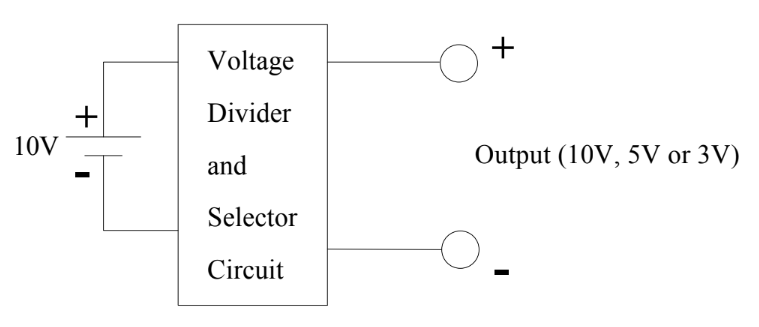 Voltage
Divider
and
Selector
Circuit
+
10V
-
+
Output (10V, 5V or 3V)
-